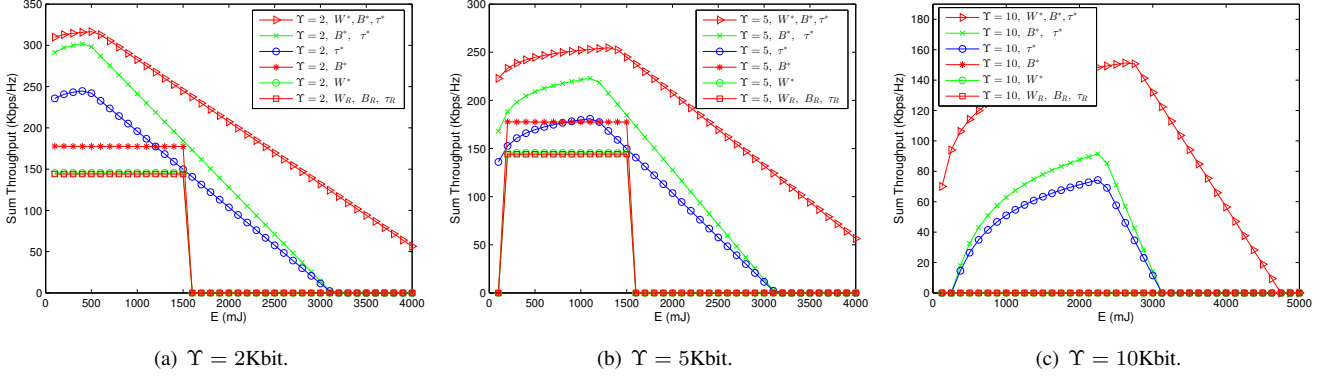 350
300
250
200
150
100
50
0
Sum Throughput (Kbps/Hz)
0 500 1000 1500 2000 2500 3000 3500 4000
E (mJ)
ϒ = 2, W*, B*, τ*
ϒ = 2, B*, τ*
ϒ = 2, τ*
ϒ = 2, B*
ϒ = 2, W*
ϒ = 2, W_R, B_R, τ_R
(a) ϒ = 2Kbit.
300
250
200
150
100
50
0
Sum Throughput (Kbps/Hz)
500 1000 1500 2000 2500 3000 3500 4000
E (mJ)
ϒ = 5, W*, B*, τ*
ϒ = 5, B*, τ*
ϒ = 5, τ*
ϒ = 5, B*
ϒ = 5, W*
ϒ = 5, W_R, B_R, τ_R
(b) ϒ = 5Kbit.
180
160
140
120
100
80
60
40
20
0
Sum Throughput (Kbps/Hz)
0 1000 2000 3000 4000 5000
E (mJ)
ϒ = 10, W*, B*, τ*
ϒ = 10, B*, τ*
ϒ = 10, τ*
ϒ = 10, B*
ϒ = 10, W*
ϒ = 10, W_R, B_R, τ_R
(c) ϒ = 10Kbit.